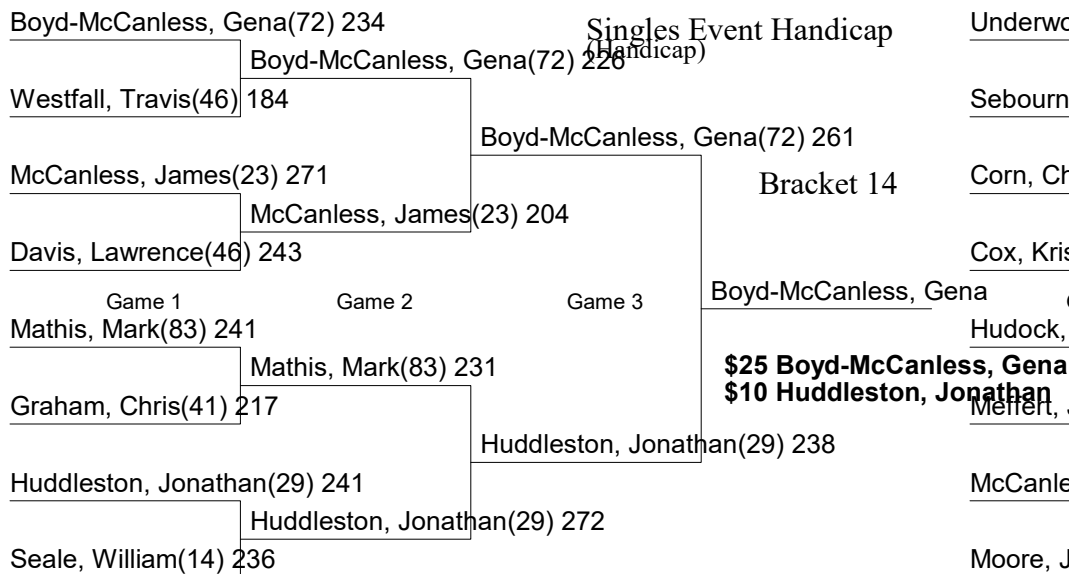 Boyd-McCanless, Gena(72) 234
Singles Event Handicap
(Handicap)
Boyd-McCanless, Gena(72) 226
Westfall, Travis(46) 184
Boyd-McCanless, Gena(72) 261
McCanless, James(23) 271
Bracket 14
McCanless, James(23) 204
Davis, Lawrence(46) 243
Game 1
Game 2
Game 3
Boyd-McCanless, Gena
Mathis, Mark(83) 241
Mathis, Mark(83) 231
$25 Boyd-McCanless, Gena
$10 Huddleston, Jonathan
Graham, Chris(41) 217
Huddleston, Jonathan(29) 238
Huddleston, Jonathan(29) 241
Huddleston, Jonathan(29) 272
Seale, William(14) 236
Sebourn
Corn,
Cox,
Hudock,
Meffert,
Moore,